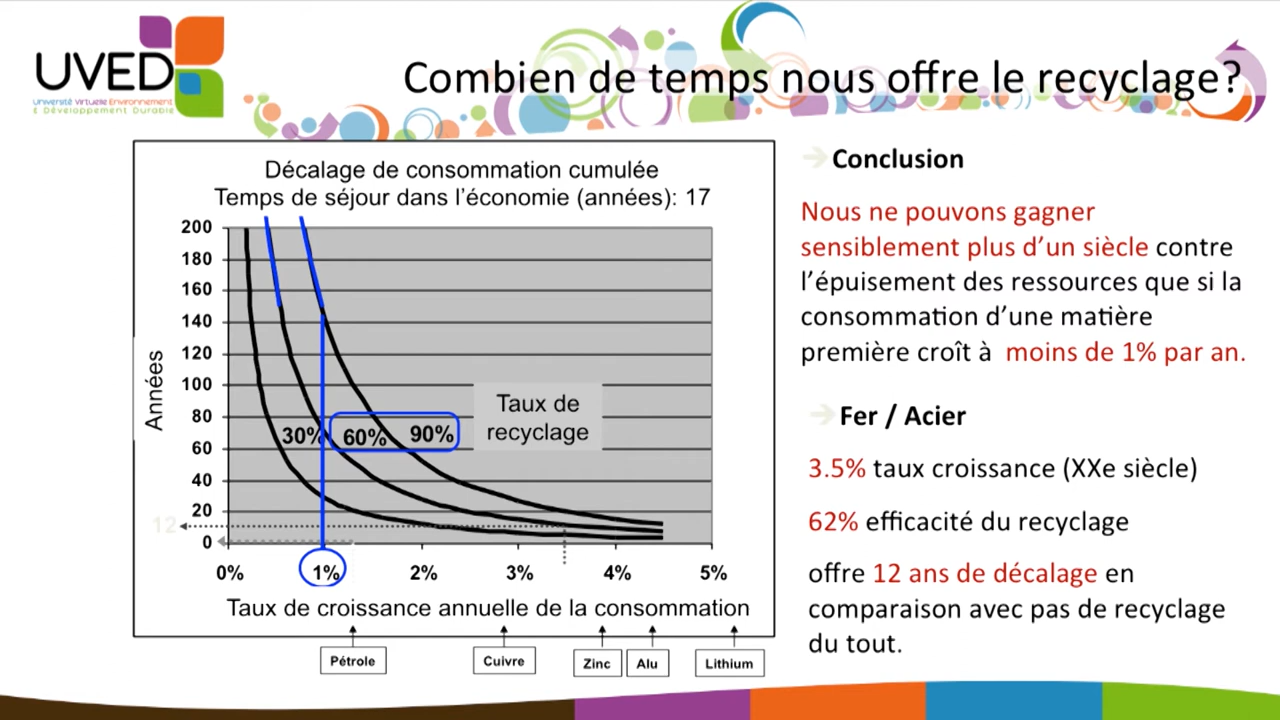 UVED
Université Virtuelle Environnement
& Développement Durable
Combien de temps nous offre le recyclage?
Décalage de consommation cumulée
Temps de séjour dans l'économie (années): 17
Années
200
180
160
140
120
100
80
60
40
20
0
12
30%
60%
90%
Taux de
recyclage
0% 1% 2% 3% 4% 5%
Taux de croissance annuelle de la consommation
Pétrole Cuivre Zinc Alu Lithium
Conclusion
Nous ne pouvons gagner
sensiblement plus d'un siècle contre
l'épuisement des ressources que si la
consommation d'une matière
première croît à moins de 1% par an.
Fer / Acier
3.5% taux croissance (XXe siècle)
62% efficacité du recyclage
offre 12 ans de décalage en
comparaison avec pas de recyclage
du tout.